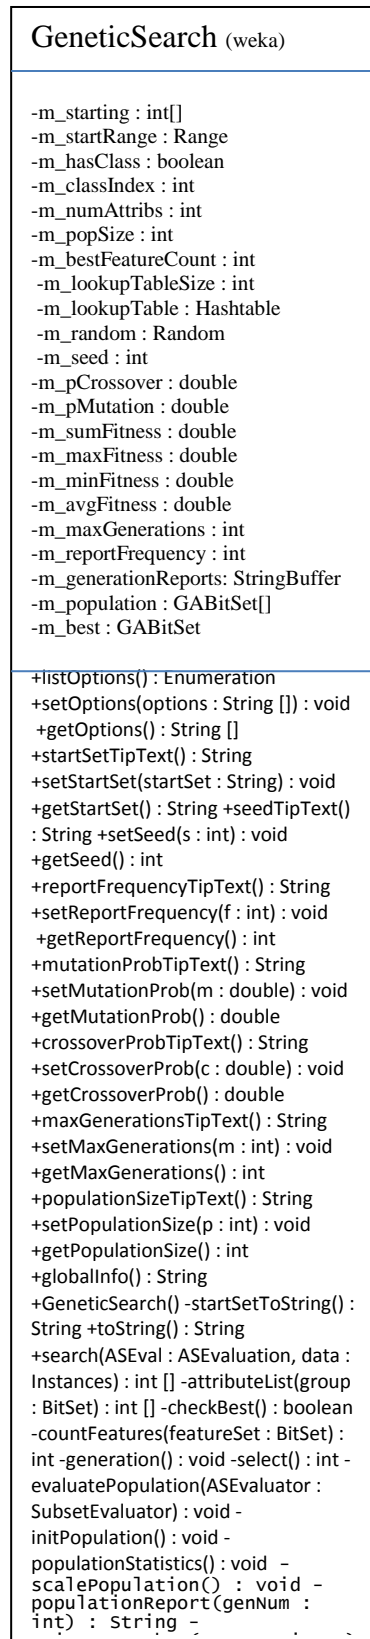 GeneticSearch (weka)
-m_starting : int[]
-m_startRange : Range
-m_hasClass : boolean
-m_classIndex : int
-m_numAttribs : int
-m_popSize : int
-m_bestFeatureCount : int
-m_lookupTableSize : int
-m_lookupTable : Hashtable
-m_random : Random
-m_seed : int
-m_pCrossover : double
-m_pMutation : double
-m_sumFitness : double
-m_maxFitness : double
-m_minFitness : double
-m_avgFitness : double
-m_maxGenerations : int
-m_reportFrequency : int
-m_generationReports: StringBuffer
-m_population : GABitSet[]
-m_best : GABitSet
+listOptions() : Enumeration
+setOptions(options : String []) : void
+getOptions() : String []
+startSetTipText() : String
+setStartSet(startSet : String) : void
+getStartSet() : String +seedTipText()
: String +setSeed(s : int) : void
+getSeed() : int
+reportFrequencyTipText() : String
+setReportFrequency(f : int) : void
+getReportFrequency() : int
+mutationProbTipText() : String
+setMutationProb(m : double) : void
+getMutationProb() : double
+crossoverProbTipText() : String
+setCrossoverProb(c : double) : void
+getCrossoverProb() : double
+maxGenerationsTipText() : String
+setMaxGenerations(m : int) : void
+getMaxGenerations() : int
+populationSizeTipText() : String
+setPopulationSize(p : int) : void
+getPopulationSize() : int
+globalInfo() : String
+GeneticSearch() -startSetToString() :
String +toString() : String
+search(ASEval : ASEvaluation, data :
Instances) : int [] -attributeList(group
: BitSet) : int [] -checkBest() : boolean
-countFeatures(featureSet : BitSet) :
int -generation() : void -select() : int -
evaluatePopulation(ASEvaluator :
SubsetEvaluator) : void -
initPopulation() : void -
populationStatistics() : void -
scalePopulation() : void -
populationReport(genNum :
int) : String -